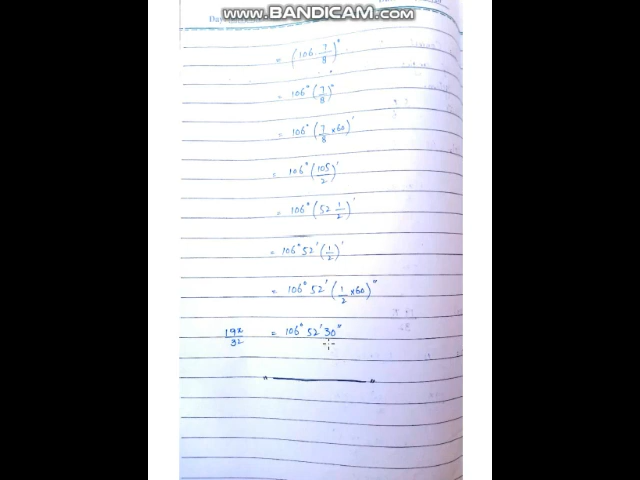 www.BANDICAM.com
= (106 7/8)°
= 106° (7/8)°
= 106° (7/8 ×60)′
= 106° (105/2)′
= 106° (52 1/2)′
= 106° 52′ (1/2)′
= 106° 52′ (1/2 ×60)″
19π/32 = 106° 52′ 30″